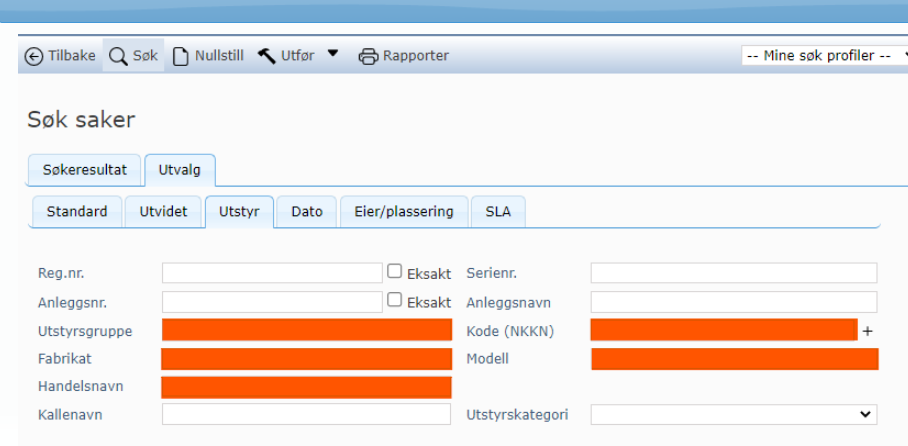 Tilbake Søk Nullstill Utfør Rapporter -- Mine søk profiler --
Søk saker
Søkeresultat Utvalg
Standard Utvidet Utstyr Dato Eier/plassering SLA
Reg.nr. Eksakt Serienr.
Anleggsnr. Eksakt Anleggsnavn
Utstyrsgruppe Kode (NKKN) +
Fabrikat Modell
Handelsnavn
Kallenavn Utstyrskategori